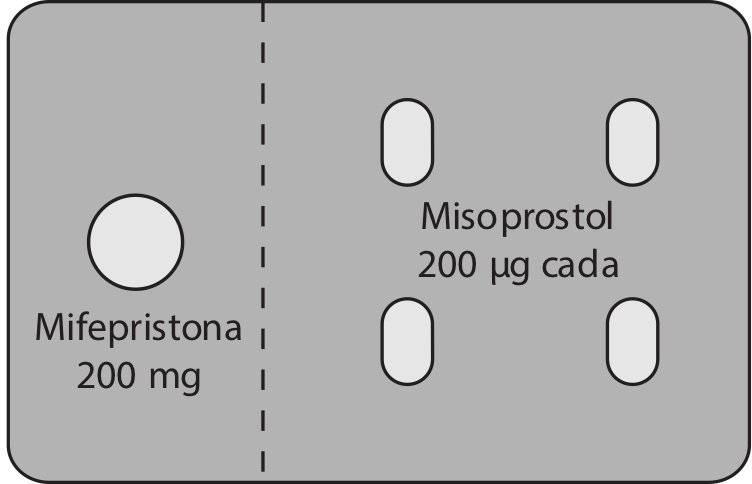 Mifepristona
200 mg
Misoprostol
200 µg cada